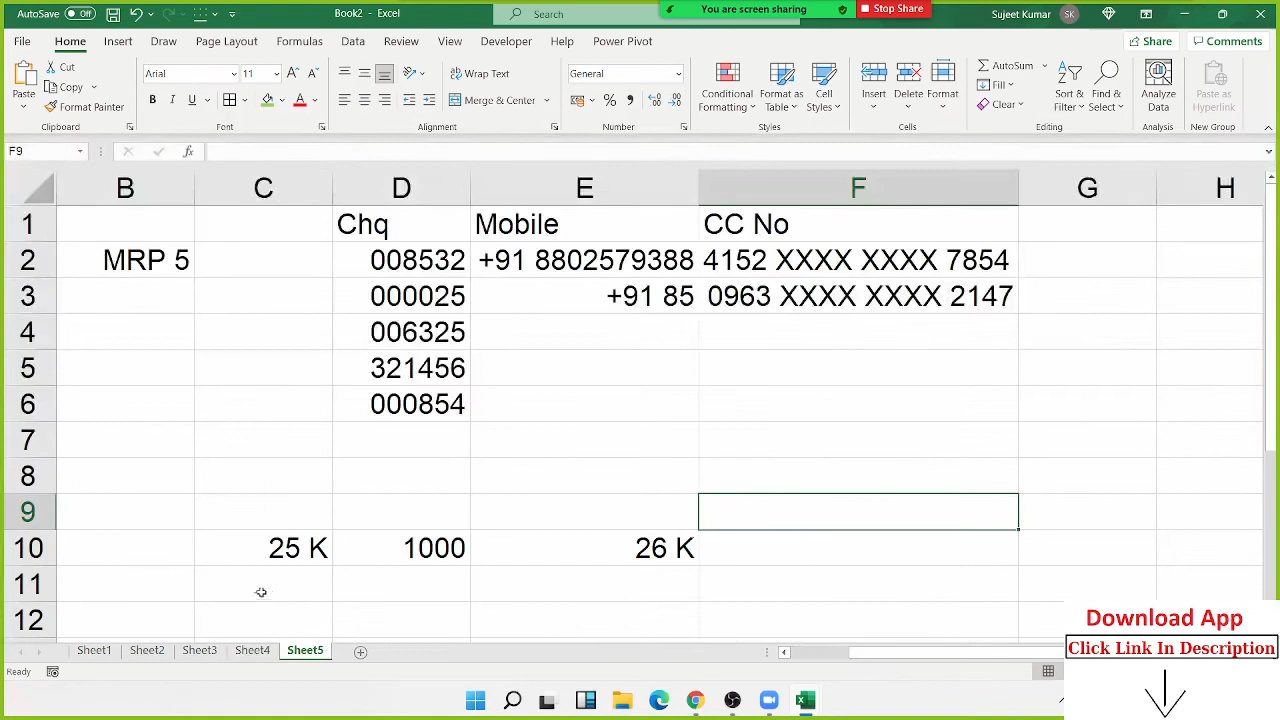 AutoSave Off Book2 - Excel Search You are screen sharing Stop Share Sujeet Kumar SK
File Home Insert Draw Page Layout Formulas Data Review View Developer Help Power Pivot Share Comments
Paste Cut Copy Format Painter Clipboard
Arial 11 A A B I U A Font
Wrap Text Merge & Center Alignment
General % , Number
Conditional Formatting Format as Table Cell Styles Styles
Insert Delete Format Cells
AutoSum Fill Clear Sort & Filter Find & Select Editing
Analyze Data Analysis
Paste as Hyperlink New Group
F9 fx
B C D E F G H
1 Chq Mobile CC No
2 MRP 5 008532 +91 8802579388 4152 XXXX XXXX 7854
3 000025 +91 85 0963 XXXX XXXX 2147
4 006325
5 321456
6 000854
7
8
9
10 25 K 1000 26 K
11
12
Download App
Click Link In Description
Sheet1 Sheet2 Sheet3 Sheet4 Sheet5
Ready